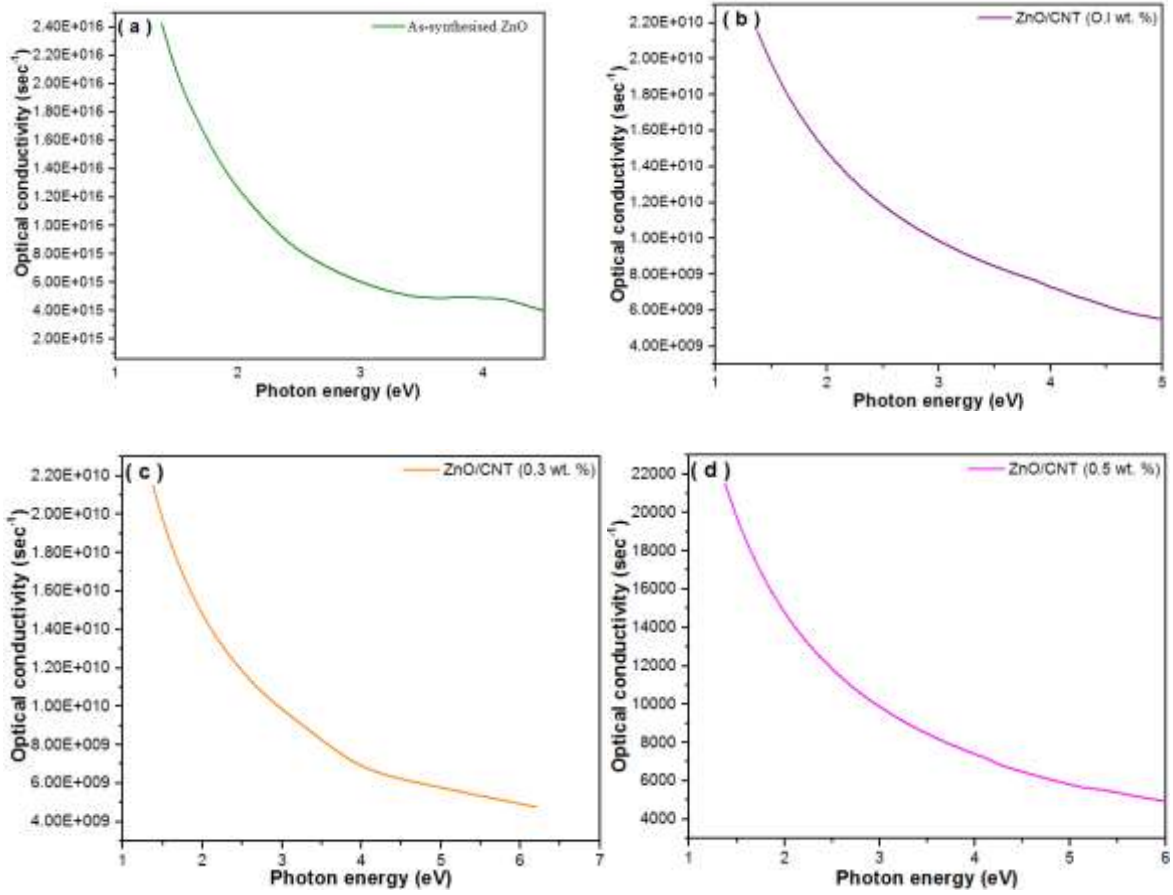 ( a )
As-synthesised ZnO
Optical conductivity (sec⁻¹)
2.40E+016
2.20E+016
2.00E+016
1.80E+016
1.60E+016
1.40E+016
1.20E+016
1.00E+016
8.00E+015
6.00E+015
4.00E+015
2.00E+015
1 2 3 4
Photon energy (eV)
( b )
ZnO/CNT (O.I wt. %)
Optical conductivity (sec⁻¹)
2.20E+010
2.00E+010
1.80E+010
1.60E+010
1.40E+010
1.20E+010
1.00E+010
8.00E+009
6.00E+009
4.00E+009
1 2 3 4 5
Photon energy (eV)
( c )
ZnO/CNT (0.3 wt. %)
Optical conductivity (sec⁻¹)
2.20E+010
2.00E+010
1.80E+010
1.60E+010
1.40E+010
1.20E+010
1.00E+010
8.00E+009
6.00E+009
4.00E+009
1 2 3 4 5 6 7
Photon energy (eV)
( d )
ZnO/CNT (0.5 wt. %)
Optical conductivity (sec⁻¹)
22000
20000
18000
16000
14000
12000
10000
8000
6000
4000
1 2 3 4 5 6
Photon energy (eV)